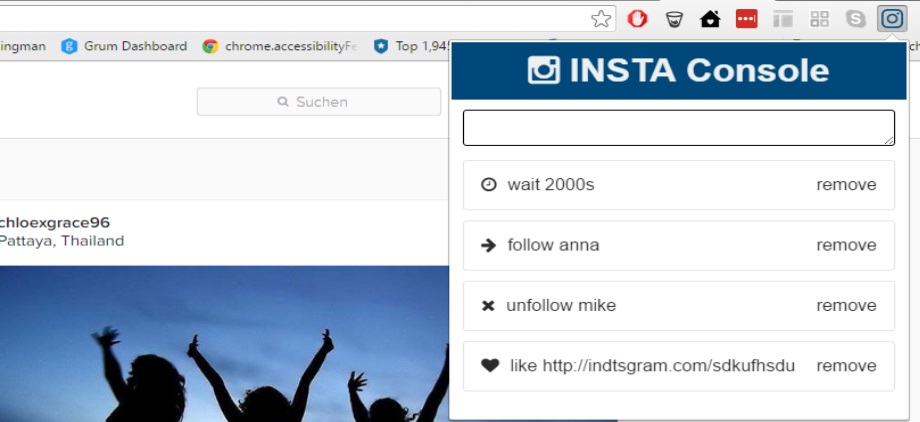 ingman Grum Dashboard chrome.accessibilityFe Top 1,945
INSTA Console
Suchen
wait 2000s remove
chloexgrace96
Pattaya, Thailand
follow anna remove
unfollow mike remove
like http://indtsgram.com/sdkufhsdu remove